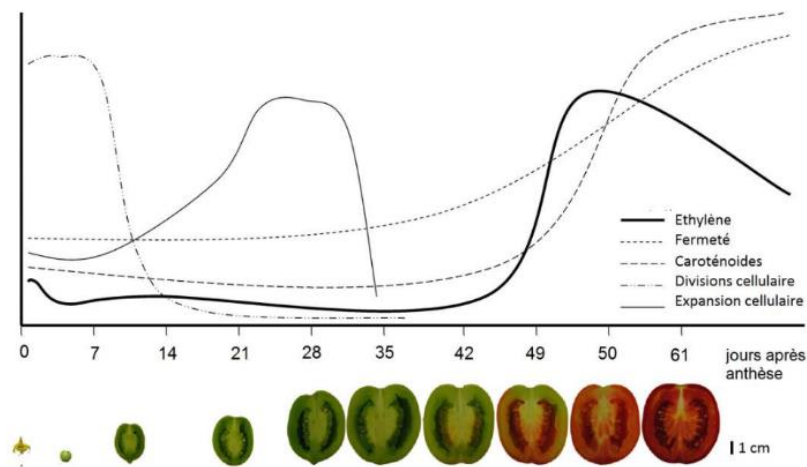 Ethylène
Fermeté
Caroténoides
Divisions cellulaire
Expansion cellulaire
0 7 14 21 28 35 42 49 50 61 jours après
anthèse
1 cm